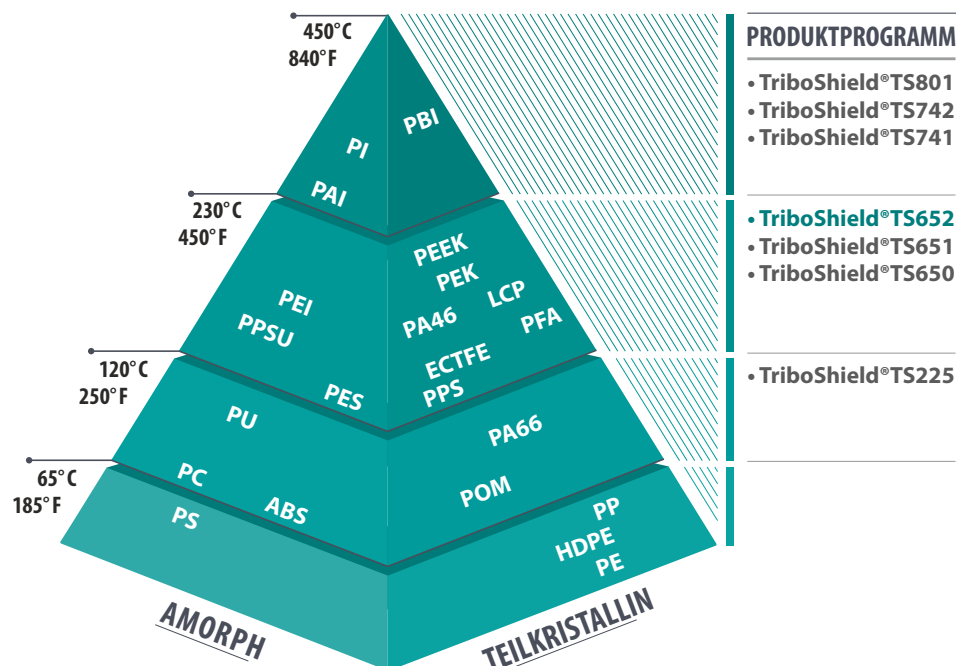 450°C
840°F
PRODUKTPROGRAMM
• TriboShield®TS801
• TriboShield®TS742
• TriboShield®TS741
PBI
PI
PAI
230°C
450°F
• TriboShield®TS652
• TriboShield®TS651
• TriboShield®TS650
PEEK
PEK
LCP
PEI
PA46
PFA
PPSU
ECTFE
PES
PPS
120°C
250°F
• TriboShield®TS225
PU
PA66
PC
POM
ABS
65°C
185°F
PS
PP
HDPE
PE
AMORPH
TEILKRISTALLIN